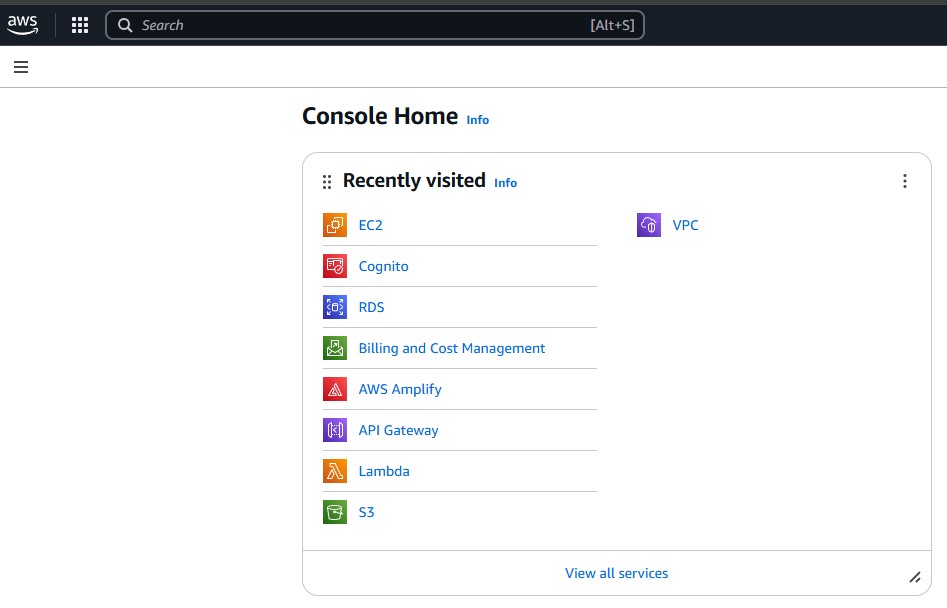 aws
Search [Alt+S]
Console Home Info
Recently visited Info
EC2
Cognito
RDS
Billing and Cost Management
AWS Amplify
API Gateway
Lambda
S3
VPC
View all services